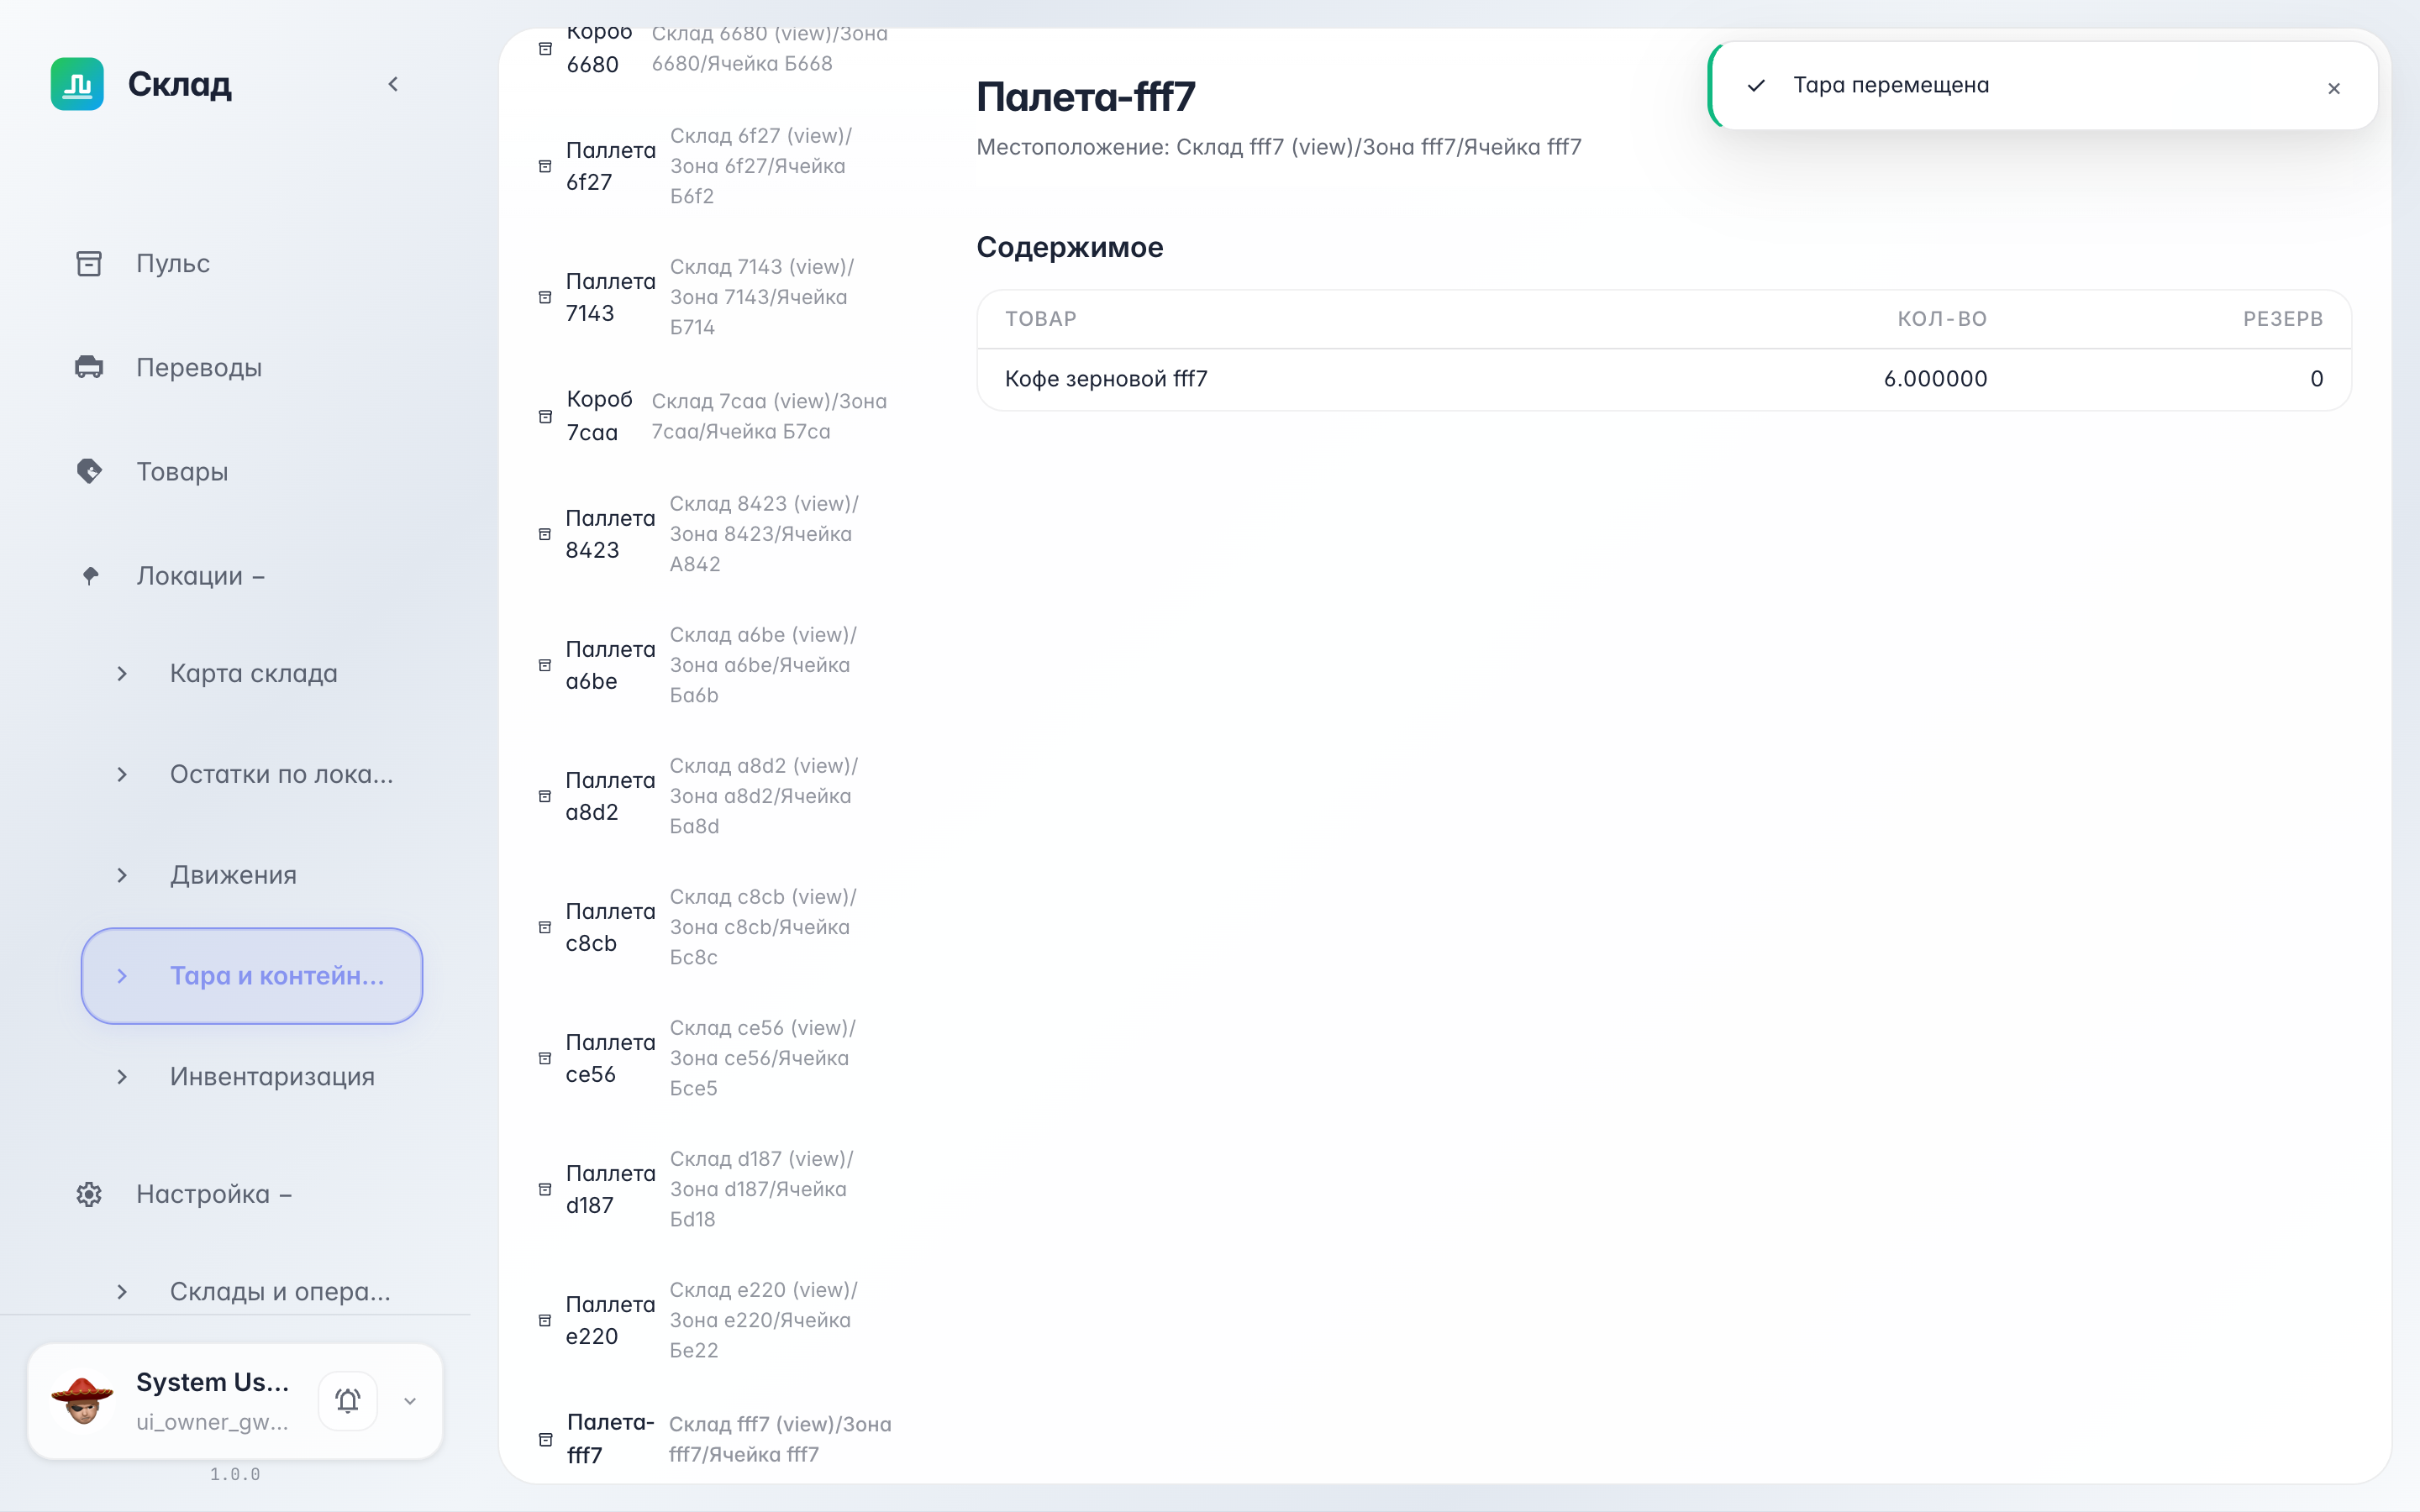 Склад
Пульс
Переводы
Товары
Локации –
Карта склада
Остатки по лока...
Движения
Тара и контейн...
Инвентаризация
Настройка –
Склады и опера...
System Us...
ui_owner_gw...
1.0.0
Короб
6680
Склад 6680 (view)/Зона
6680/Ячейка Б668
Паллета
6f27
Склад 6f27 (view)/
Зона 6f27/Ячейка
Б6f2
Паллета
7143
Склад 7143 (view)/
Зона 7143/Ячейка
Б714
Короб
7caa
Склад 7caa (view)/Зона
7caa/Ячейка Б7ca
Паллета
8423
Склад 8423 (view)/
Зона 8423/Ячейка
А842
Паллета
a6be
Склад a6be (view)/
Зона a6be/Ячейка
Бa6b
Паллета
a8d2
Склад a8d2 (view)/
Зона a8d2/Ячейка
Бa8d
Паллета
c8cb
Склад c8cb (view)/
Зона c8cb/Ячейка
Бc8c
Паллета
ce56
Склад ce56 (view)/
Зона ce56/Ячейка
Бce5
Паллета
d187
Склад d187 (view)/
Зона d187/Ячейка
Бd18
Паллета
e220
Склад e220 (view)/
Зона e220/Ячейка
Бe22
Палета-
fff7
Склад fff7 (view)/Зона
fff7/Ячейка fff7
Палета-fff7
Местоположение: Склад fff7 (view)/Зона fff7/Ячейка fff7
Тара перемещена
Содержимое
ТОВАР КОЛ-ВО РЕЗЕРВ
Кофе зерновой fff7 6.000000 0